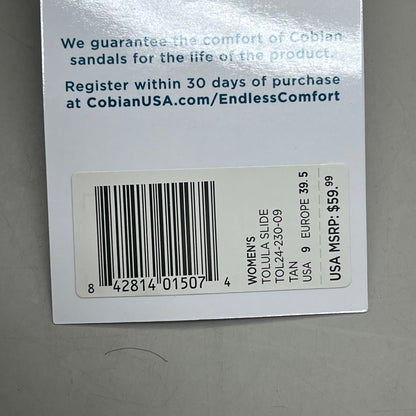 We guarantee the comfort of Cobian
sandals for the life of the product.
Register within 30 days of purchase
at CobianUSA.com/EndlessComfort
8 42814 01507 4
WOMEN'S
TOLULA SLIDE
TOL24-230-09
TAN
USA 9 EUROPE 39.5
USA MSRP: $59.99